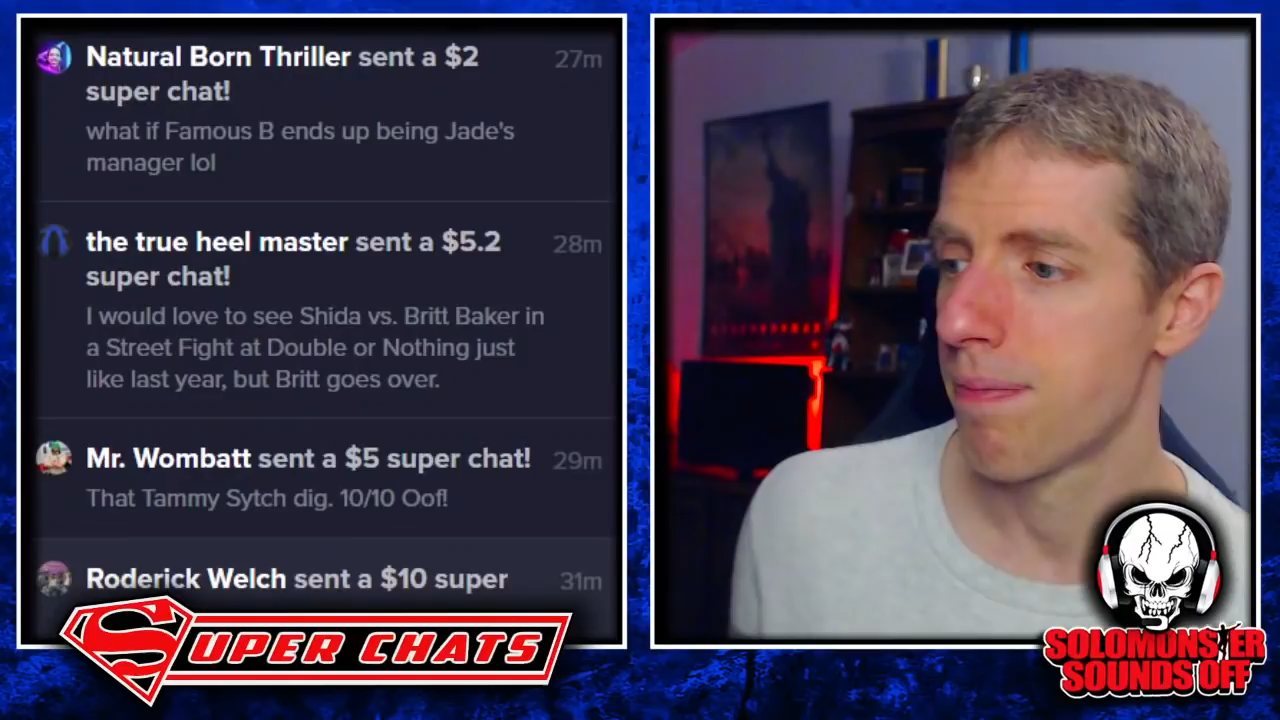 Natural Born Thriller sent a $2 27m
super chat!
what if Famous B ends up being Jade's
manager lol
the true heel master sent a $5.2 28m
super chat!
I would love to see Shida vs. Britt Baker in
a Street Fight at Double or Nothing just
like last year, but Britt goes over.
Mr. Wombatt sent a $5 super chat! 29m
That Tammy Sytch dig. 10/10 Oof!
Roderick Welch sent a $10 super 31m
SUPER CHATS
SOLOMONSTER
SOUNDS OFF